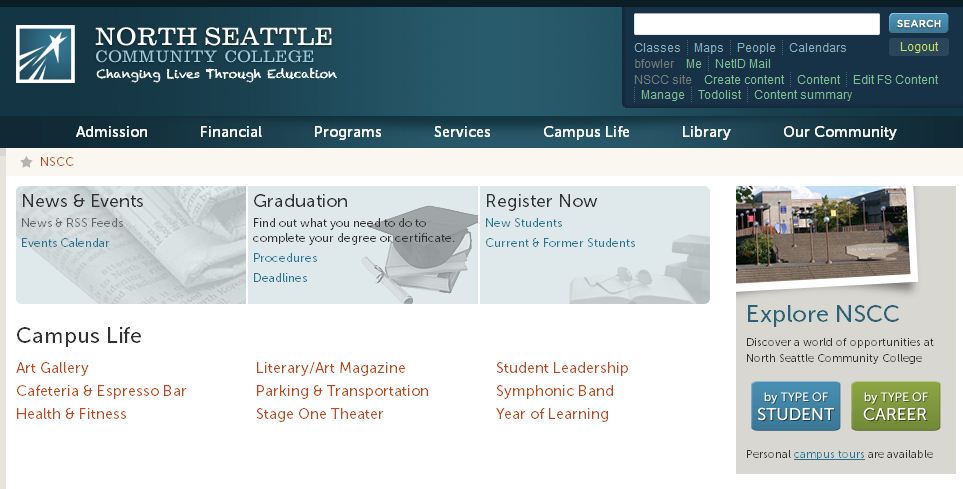 NORTH SEATTLE
COMMUNITY COLLEGE
Changing Lives Through Education
SEARCH
Classes Maps People Calendars
Logout
bfowler Me NetID Mail
NSCC site Create content Content Edit FS Content
Manage Todolist Content summary
Admission Financial Programs Services Campus Life Library Our Community
NSCC
News & Events
News & RSS Feeds
Events Calendar
Graduation
Find out what you need to do to
complete your degree or certificate.
Procedures
Deadlines
Register Now
New Students
Current & Former Students
Campus Life
Art Gallery
Cafeteria & Espresso Bar
Health & Fitness
Literary/Art Magazine
Parking & Transportation
Stage One Theater
Student Leadership
Symphonic Band
Year of Learning
Explore NSCC
Discover a world of opportunities at
North Seattle Community College
by TYPE OF
STUDENT
by TYPE OF
CAREER
Personal campus tours are available